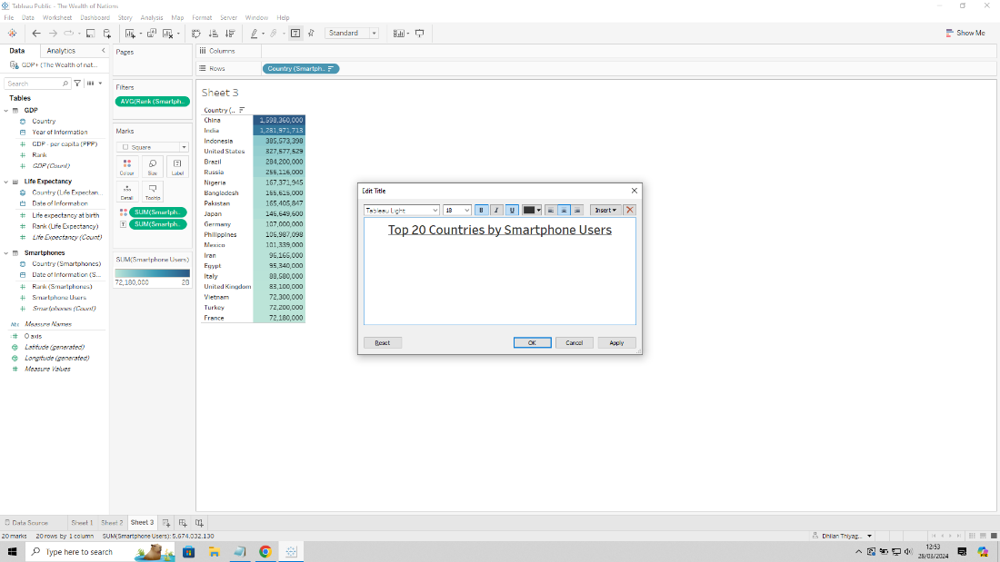 Tableau Public - The Wealth of Nations
File Data Worksheet Dashboard Story Analysis Map Format Server Window Help
Standard
Show Me
Data Analytics
GDP+ (The Wealth of nat...
Search
Tables
GDP
Country
Year of Information
GDP - per capita (PPP)
Rank
GDP (Count)
Life Expectancy
Country (Life Expectan...
Date of Information
Life expectancy at birth
Rank (Life Expectancy)
Life Expectancy (Count)
Smartphones
Country (Smartphones)
Date of Information (S...
Rank (Smartphones)
Smartphone Users
Smartphones (Count)
Abc Measure Names
0 axis
Latitude (generated)
Longitude (generated)
Measure Values
Pages
Filters
AVG(Rank (Smartph..
Marks
Square
Colour Size Label
Detail Tooltip
SUM(Smartph..
SUM(Smartph..
SUM(Smartphone Users)
72,180,000 2B
Columns
Rows Country (Smartph..
Sheet 3
Country (..
China 1,598,360,000
India 1,281,971,713
Indonesia 385,573,398
United States 327,577,529
Brazil 284,200,000
Russia 256,116,000
Nigeria 167,371,945
Bangladesh 165,615,000
Pakistan 165,405,847
Japan 146,649,600
Germany 107,000,000
Philippines 106,987,098
Mexico 101,339,000
Iran 96,165,000
Egypt 95,340,000
Italy 88,580,000
United Kingdom 83,100,000
Vietnam 72,300,000
Turkey 72,200,000
France 72,180,000
Edit Title
Tableau Light 18 B I U Insert
Top 20 Countries by Smartphone Users
Reset OK Cancel Apply
Data Source Sheet 1 Sheet 2 Sheet 3
20 marks 20 rows by 1 column SUM(Smartphone Users): 5,674,032,130
Dhilan Thiyag...
Type here to search
12:53
28/03/2024